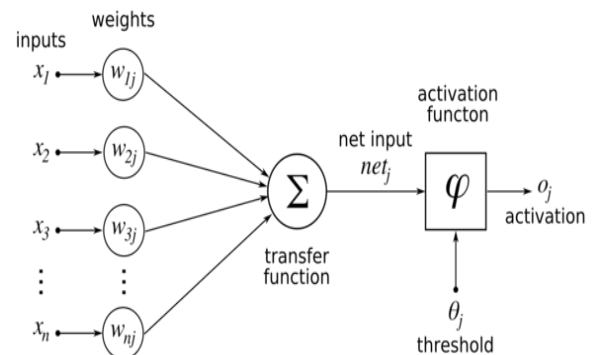 weights
inputs
x1
w1j
x2
w2j
x3
w3j
⋮ ⋮
xn
wnj
Σ
transfer
function
net input
netj
activation
functon
φ
oj
activation
θj
threshold